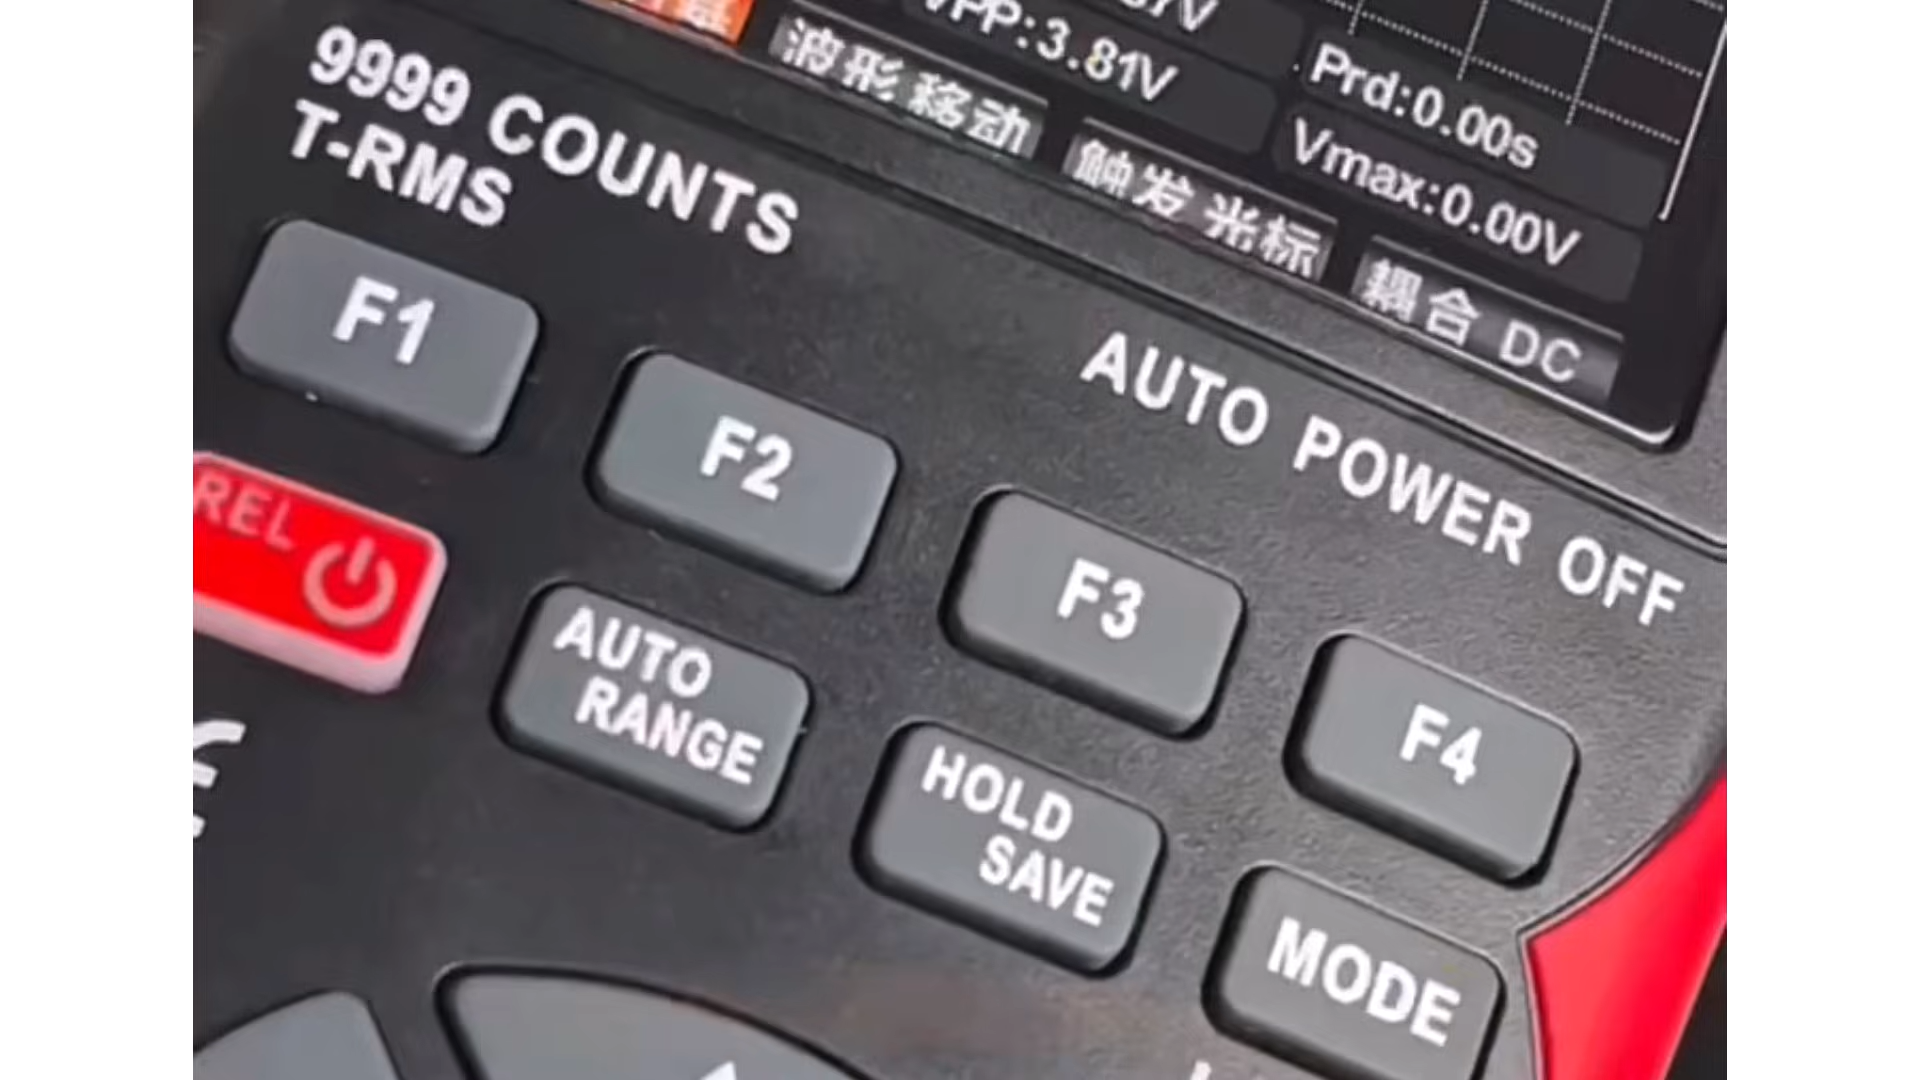 VPP:3.81V
Prd:0.00s
Vmax:0.00V
波形移动
触发光标
耦合 DC
9999 COUNTS
T-RMS
AUTO POWER OFF
F1
F2
F3
F4
REL
AUTO
RANGE
HOLD
SAVE
MODE